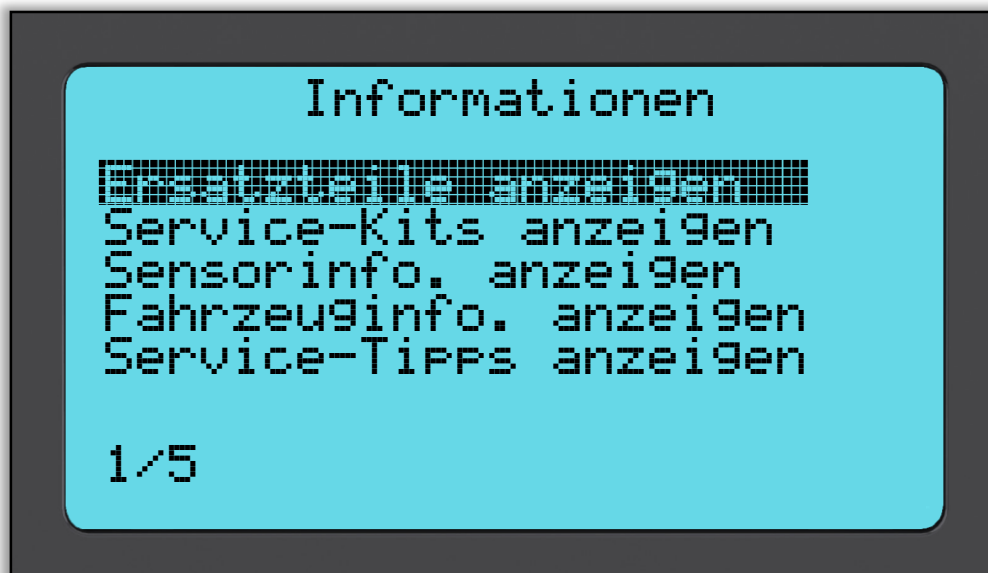 Informationen
Ersatzteile anzeigen
Service-Kits anzeigen
Sensorinfo. anzeigen
Fahrzeuginfo. anzeigen
Service-Tipps anzeigen
1/5